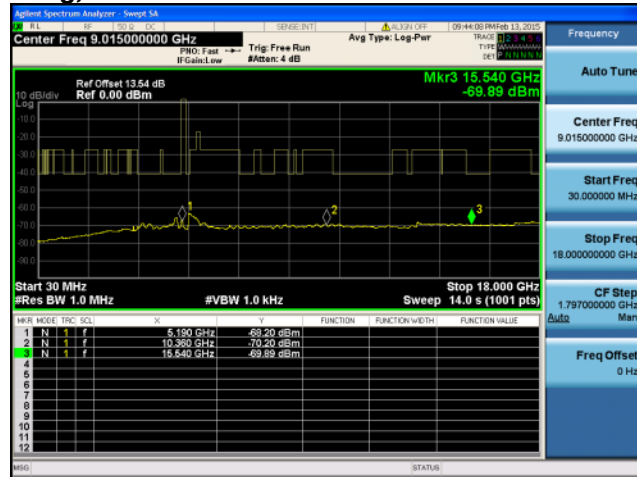 Agilent Spectrum Analyzer - Swept SA
RL RF 50 Ω DC SENSE:INT ALIGN OFF 09:44:08 PM Feb 13, 2015
Center Freq 9.015000000 GHz
PNO: Fast
IFGain:Low
Trig: Free Run
#Atten: 4 dB
Avg Type: Log-Pwr
TRACE 1 2 3 4 5 6
TYPE
DET P N N N N N
Mkr3 15.540 GHz
-69.89 dBm
Ref Offset 13.54 dB
10 dB/div Ref 0.00 dBm
Log
-10.0
-20.0
-30.0
-40.0
-50.0
-60.0
-70.0
-80.0
-90.0
1
2
3
Start 30 MHz Stop 18.000 GHz
#Res BW 1.0 MHz #VBW 1.0 kHz Sweep 14.0 s (1001 pts)
MKR MODE TRC SCL X Y FUNCTION FUNCTION WIDTH FUNCTION VALUE
1 N 1 f 5.190 GHz -68.20 dBm
2 N 1 f 10.360 GHz -70.20 dBm
3 N 1 f 15.540 GHz -69.89 dBm
4
5
6
7
8
9
10
11
12
MSG STATUS
Frequency
Auto Tune
Center Freq
9.015000000 GHz
Start Freq
30.000000 MHz
Stop Freq
18.000000000 GHz
CF Step
1.797000000 GHz
Auto Man
Freq Offset
0 Hz